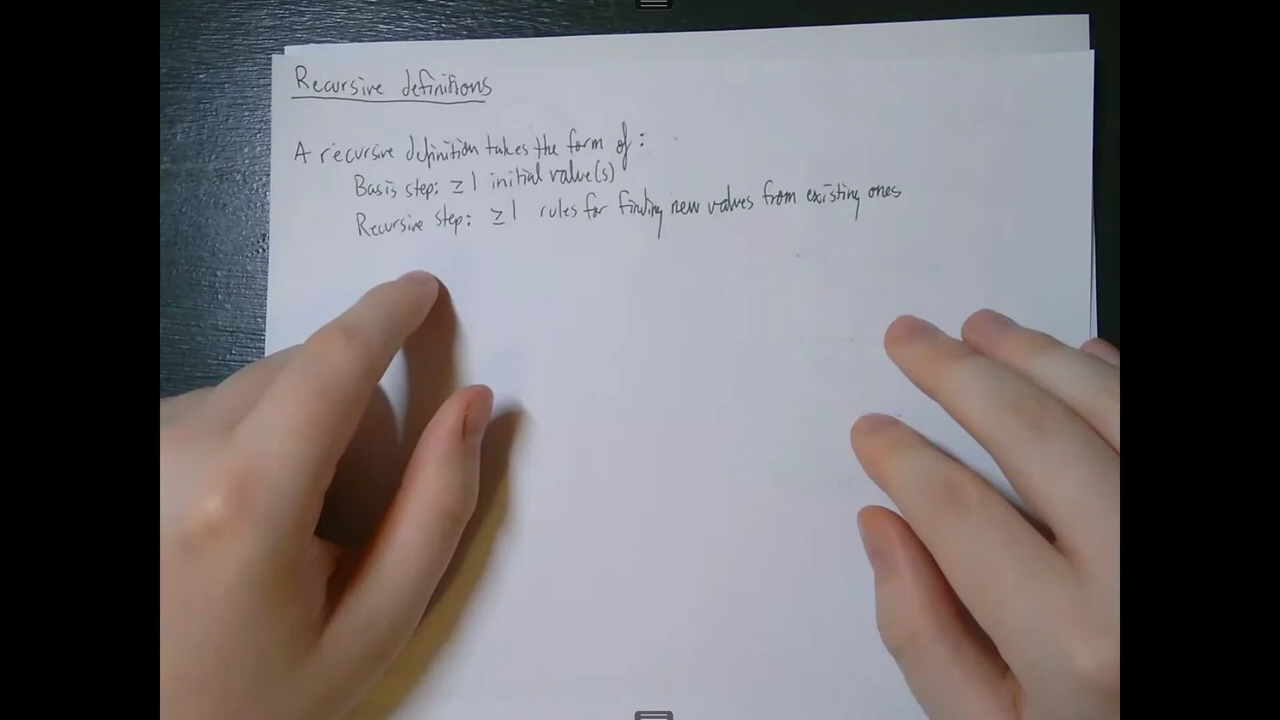 Recursive definitions
A recursive definition takes the form of:
Basis step: ≥1 initial value(s)
Recursive step: ≥1 rules for finding new values from existing ones